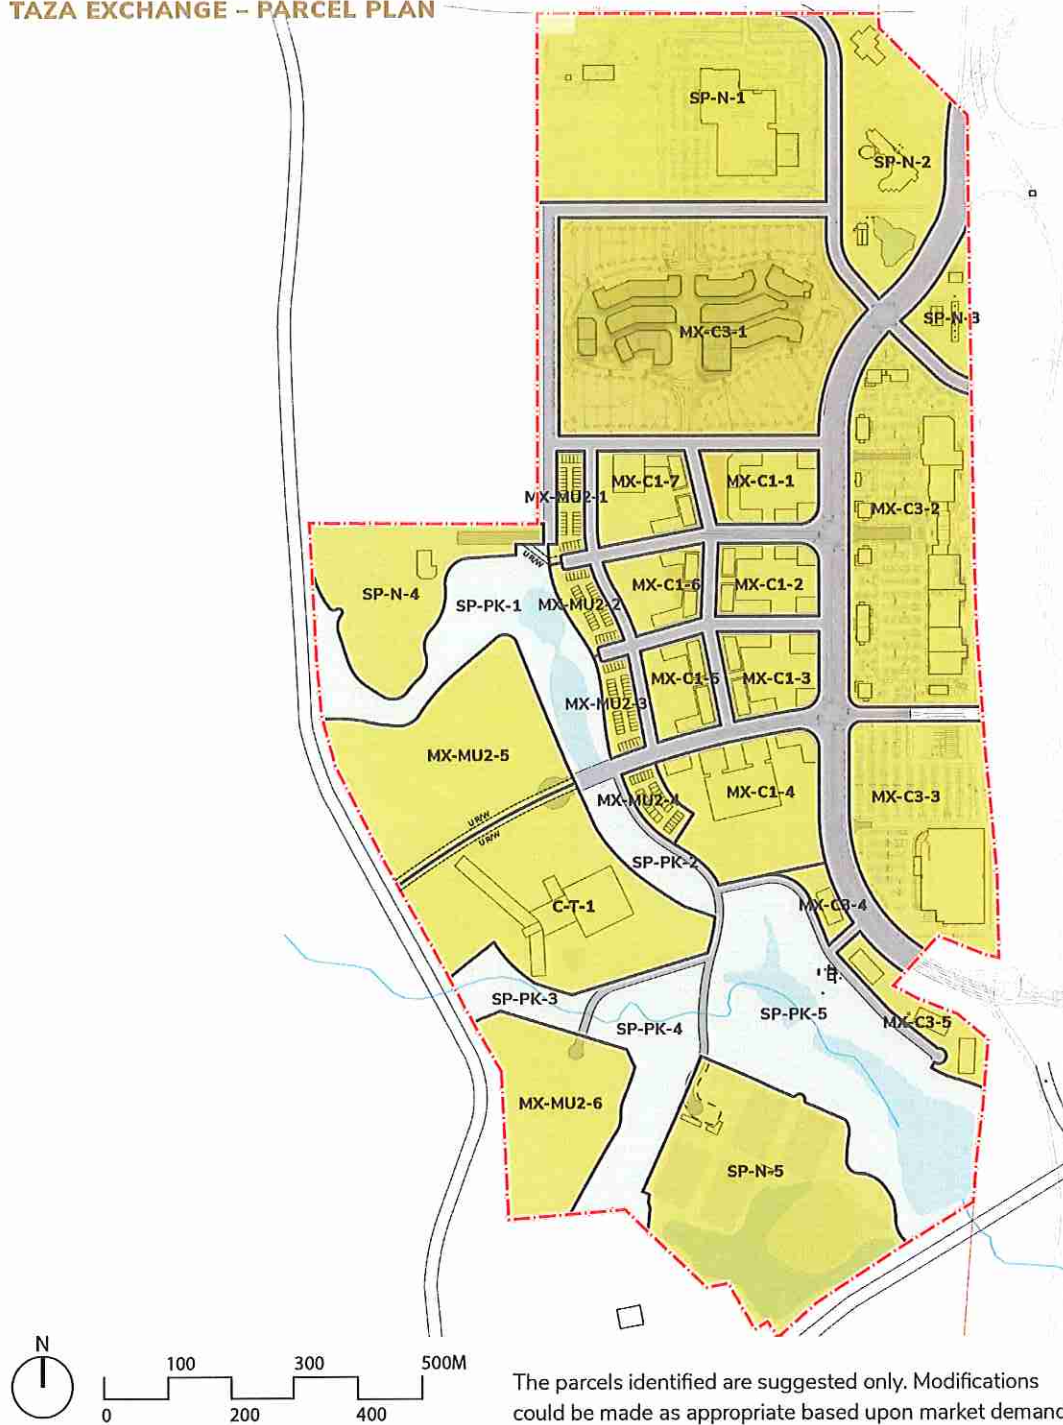 TAZA EXCHANGE – PARCEL PLAN
SP-N-1
SP-N-2
SP-N-3
MX-C3-1
MX-MU2-1
MX-C1-7
MX-C1-1
MX-C3-2
U R/W
SP-N-4
SP-PK-1
MX-MU2-2
MX-C1-6
MX-C1-2
MX-MU2-3
MX-C1-5
MX-C1-3
MX-MU2-5
MX-MU2-4
MX-C1-4
MX-C3-3
U R/W
U R/W
SP-PK-2
C-T-1
MX-C3-4
SP-PK-3
SP-PK-4
SP-PK-5
MX-C3-5
MX-MU2-6
SP-N-5
N
100 300 500M
0 200 400
The parcels identified are suggested only. Modifications
could be made as appropriate based upon market demand